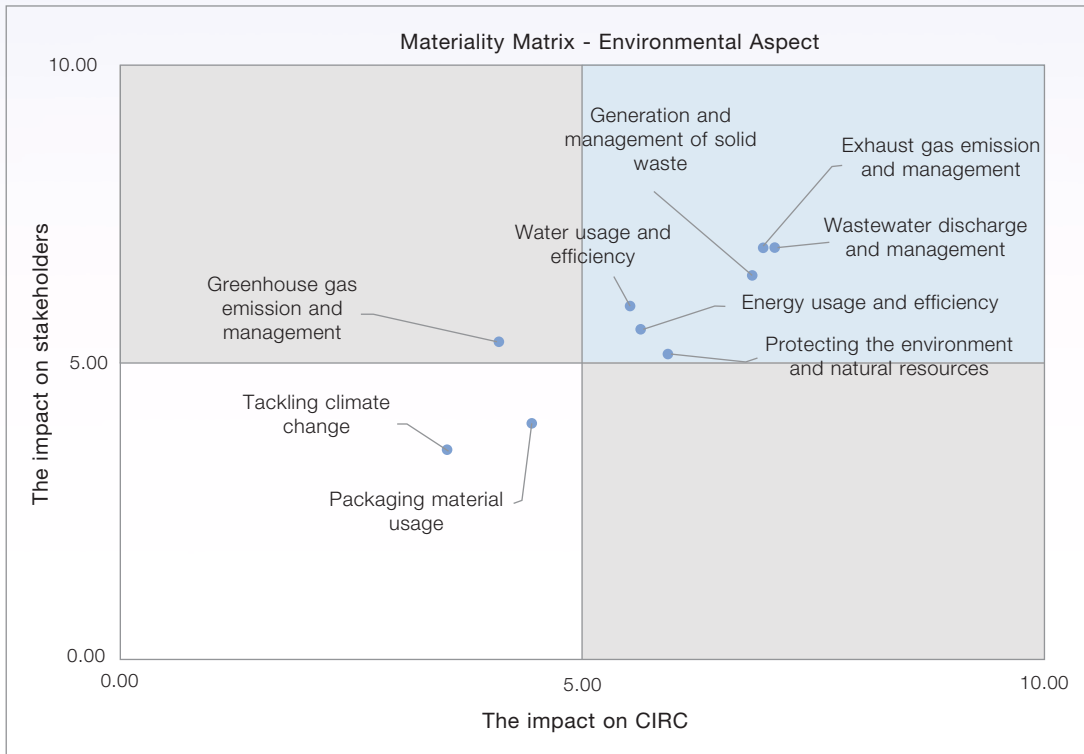 Materiality Matrix - Environmental Aspect
10.00
Generation and
management of solid
waste
Exhaust gas emission
and management
Water usage and
efficiency
Wastewater discharge
and management
Greenhouse gas
emission and
management
Energy usage and efficiency
Protecting the environment
and natural resources
5.00
The impact on stakeholders
Tackling climate
change
Packaging material
usage
0.00
0.00
5.00
10.00
The impact on CIRC